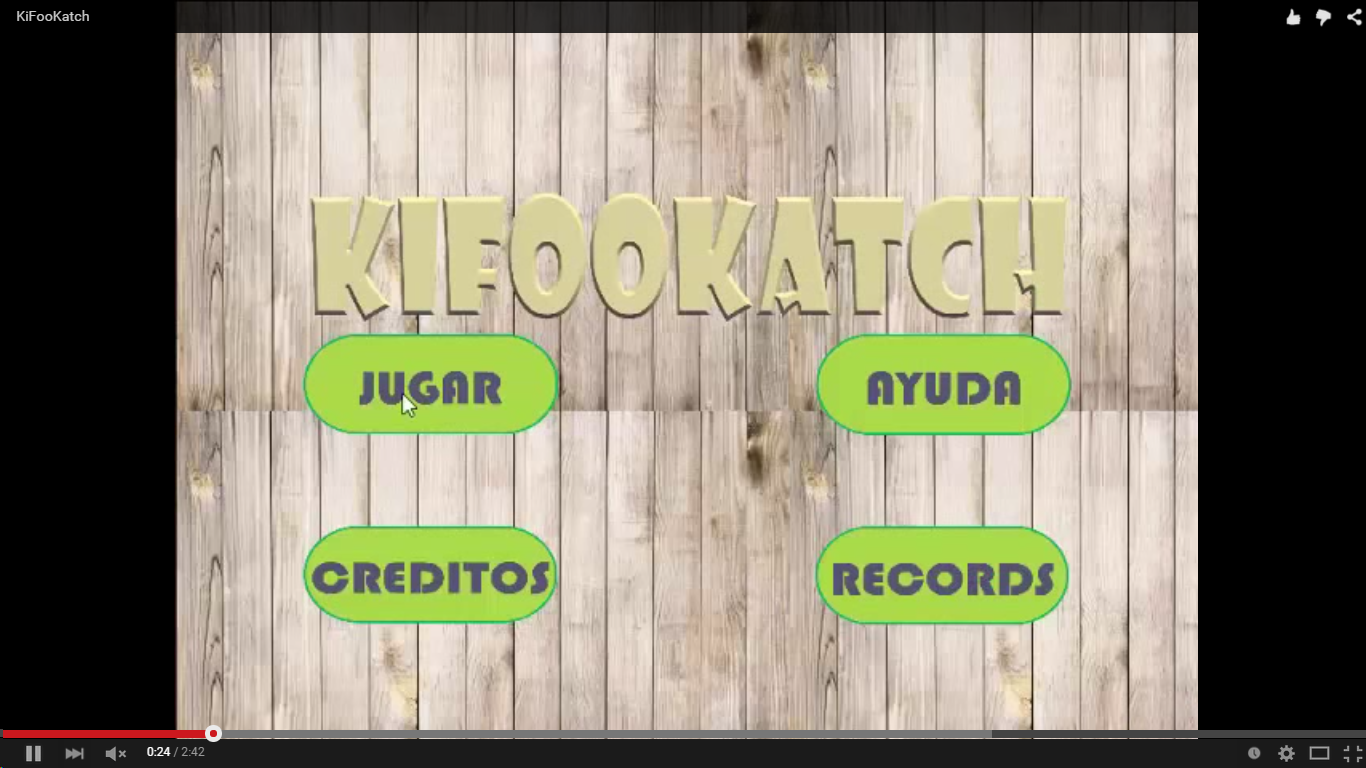 KiFooKatch
KIFOOKATCH
JUGAR
AYUDA
CREDITOS
RECORDS
0:24 / 2:42